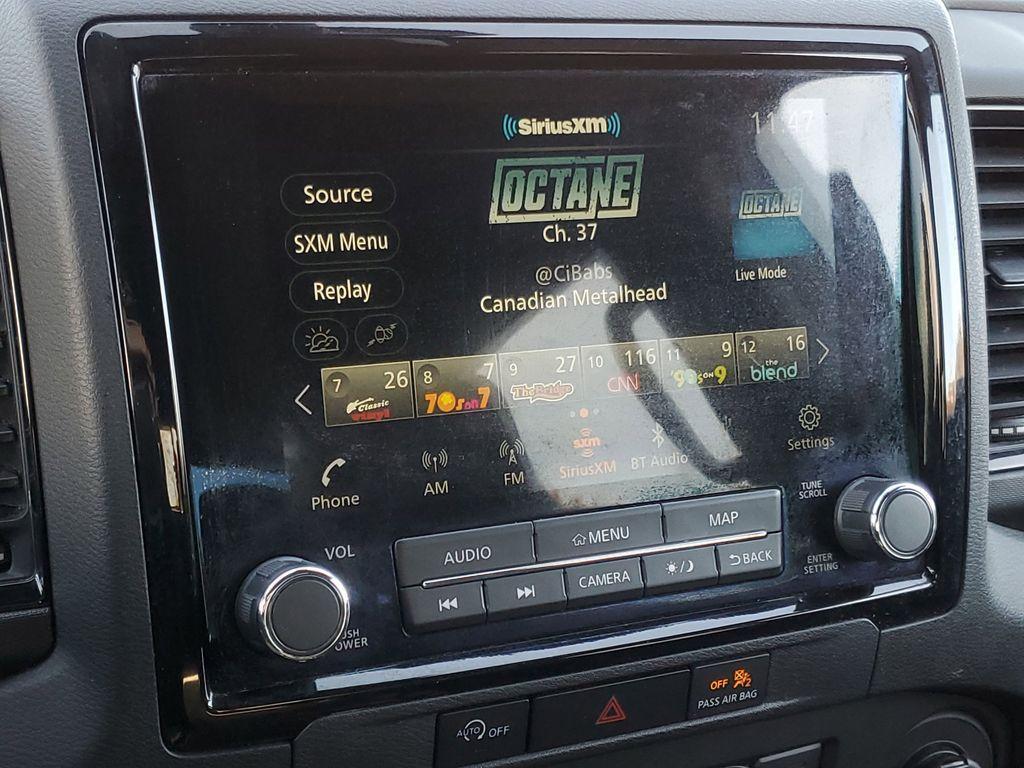 SiriusXM
11:47
OCTANE
Ch. 37
@CiBabs
Canadian Metalhead
Source
SXM Menu
Replay
OCTANE
Live Mode
7 26
Classic vinyl
8 7
70s on 7
9 27
The Bridge
10 116
CNN
11 9
'90s ON 9
12 16
the blend
Phone
AM
FM
sxm
SiriusXM
BT Audio
Settings
VOL
TUNE
SCROLL
AUDIO
MENU
MAP
CAMERA
BACK
ENTER
SETTING
AUTO OFF
OFF
2
PASS AIR BAG